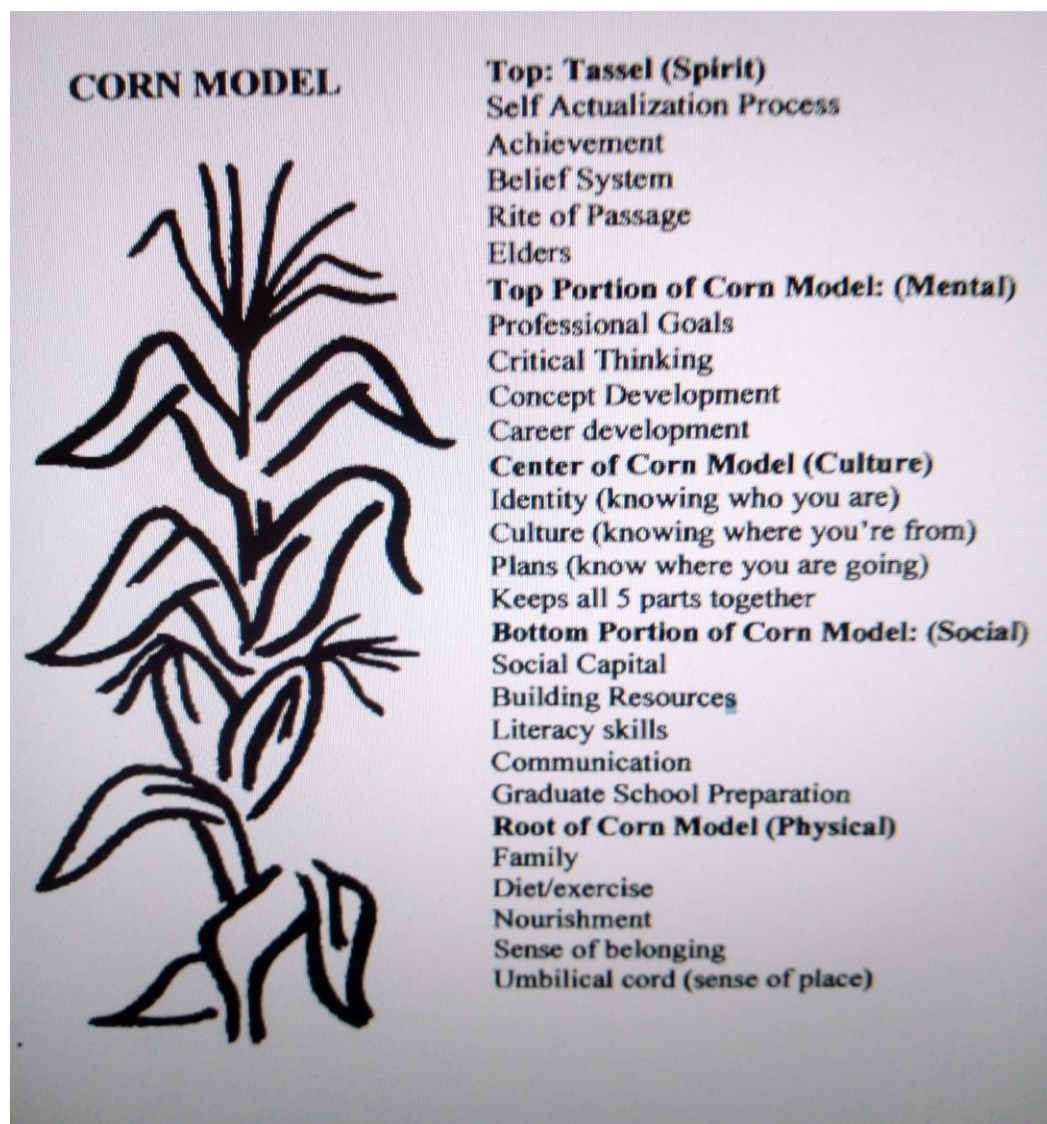 CORN MODEL
Top: Tassel (Spirit)
Self Actualization Process
Achievement
Belief System
Rite of Passage
Elders
Top Portion of Corn Model: (Mental)
Professional Goals
Critical Thinking
Concept Development
Career development
Center of Corn Model (Culture)
Identity (knowing who you are)
Culture (knowing where you're from)
Plans (know where you are going)
Keeps all 5 parts together
Bottom Portion of Corn Model: (Social)
Social Capital
Building Resources
Literacy skills
Communication
Graduate School Preparation
Root of Corn Model (Physical)
Family
Diet/exercise
Nourishment
Sense of belonging
Umbilical cord (sense of place)